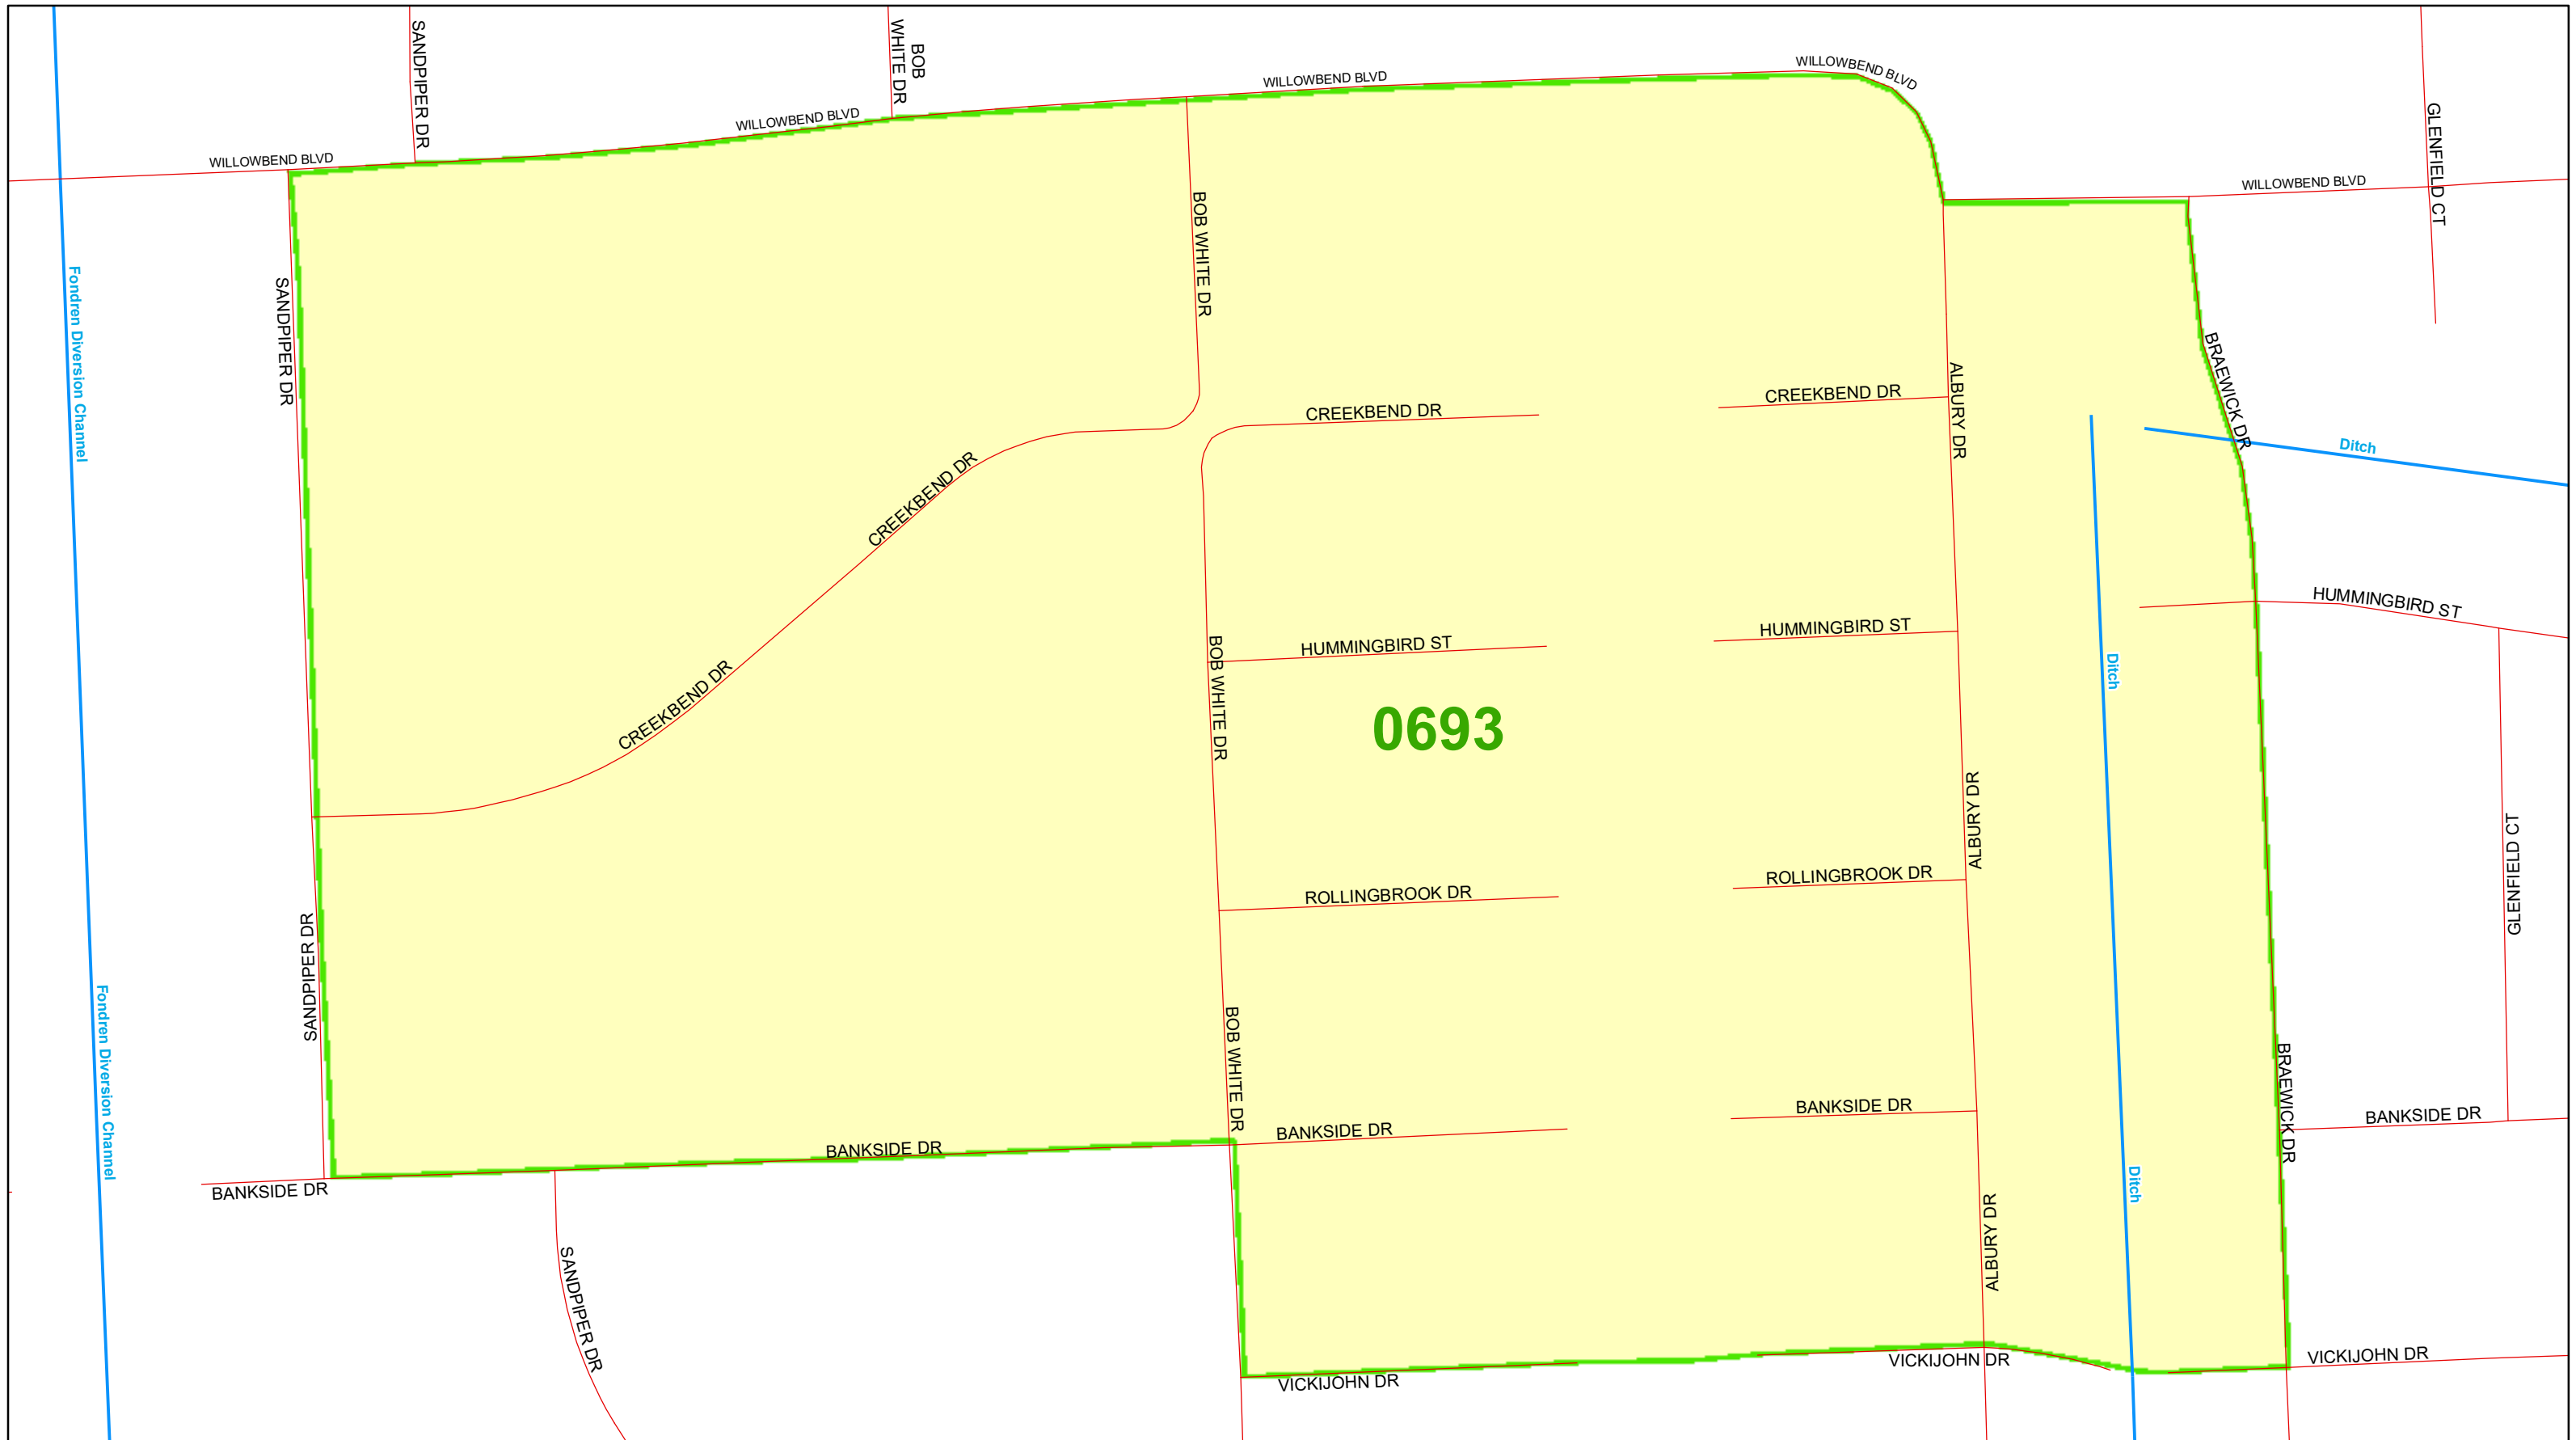 SANDPIPER DR
BOB
WHITE DR
WILLOWBEND BLVD
WILLOWBEND BLVD
WILLOWBEND BLVD
WILLOWBEND BLVD
WILLOWBEND BLVD
GLENFIELD CT
Fondren Diversion Channel
SANDPIPER DR
BOB WHITE DR
BRAEWICK DR
CREEKBEND DR
CREEKBEND DR
ALBURY DR
Ditch
CREEKBEND DR
CREEKBEND DR
HUMMINGBIRD ST
HUMMINGBIRD ST
HUMMINGBIRD ST
BOB WHITE DR
Ditch
0693
ALBURY DR
GLENFIELD CT
ROLLINGBROOK DR
ROLLINGBROOK DR
SANDPIPER DR
Fondren Diversion Channel
BOB WHITE DR
BRAEWICK DR
BANKSIDE DR
BANKSIDE DR
BANKSIDE DR
BANKSIDE DR
BANKSIDE DR
Ditch
ALBURY DR
SANDPIPER DR
VICKIJOHN DR
VICKIJOHN DR
VICKIJOHN DR